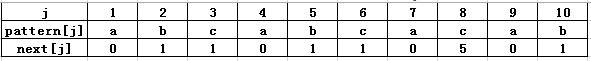 j 1 2 3 4 5 6 7 8 9 10
pattern[j] a b c a b c a c a b
next[j] 0 1 1 0 1 1 0 5 0 1